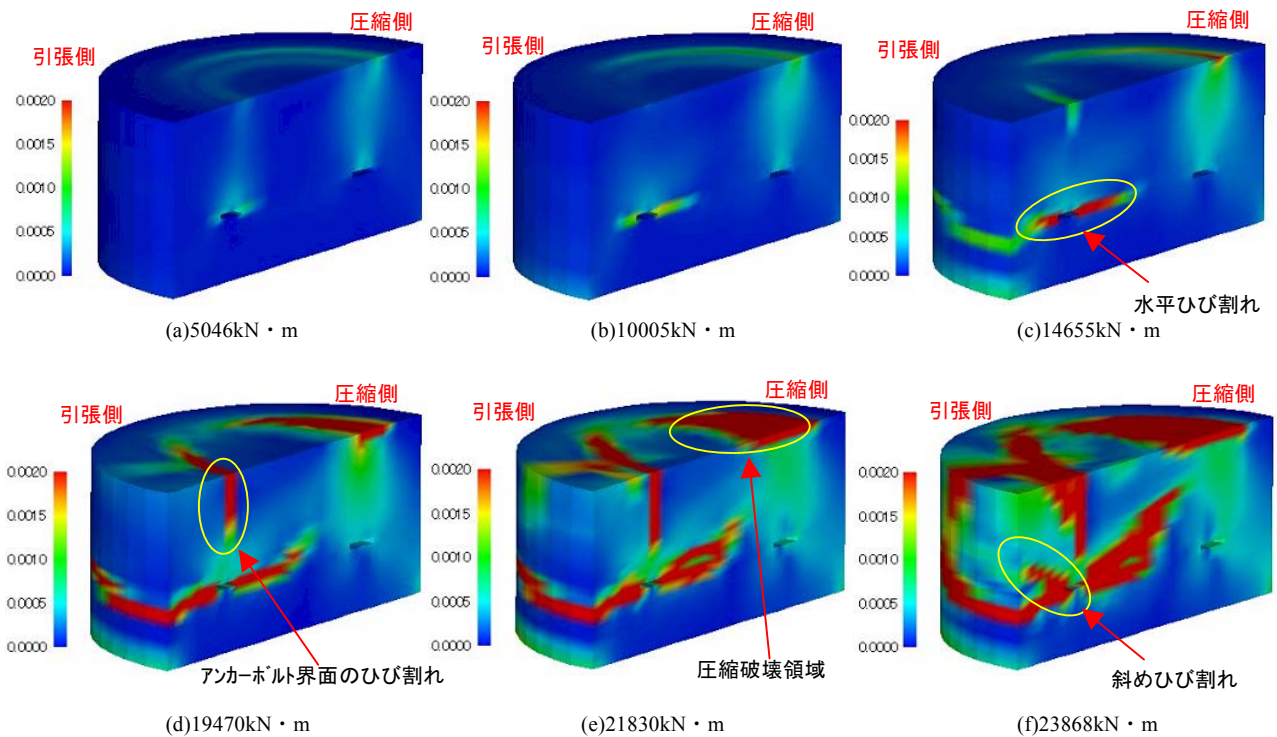 圧縮側
引張側
0.0020
0.0015
0.0010
0.0005
0.0000
(a)5046kN・m
圧縮側
引張側
0.0020
0.0015
0.0010
0.0005
0.0000
(b)10005kN・m
圧縮側
引張側
0.0020
0.0015
0.0010
0.0005
0.0000
水平ひび割れ
(c)14655kN・m
圧縮側
引張側
0.0020
0.0015
0.0010
0.0005
0.0000
アンカーボルト界面のひび割れ
(d)19470kN・m
圧縮側
引張側
0.0020
0.0015
0.0010
0.0005
0.0000
圧縮破壊領域
(e)21830kN・m
圧縮側
引張側
0.0020
0.0015
0.0010
0.0005
0.0000
斜めひび割れ
(f)23868kN・m